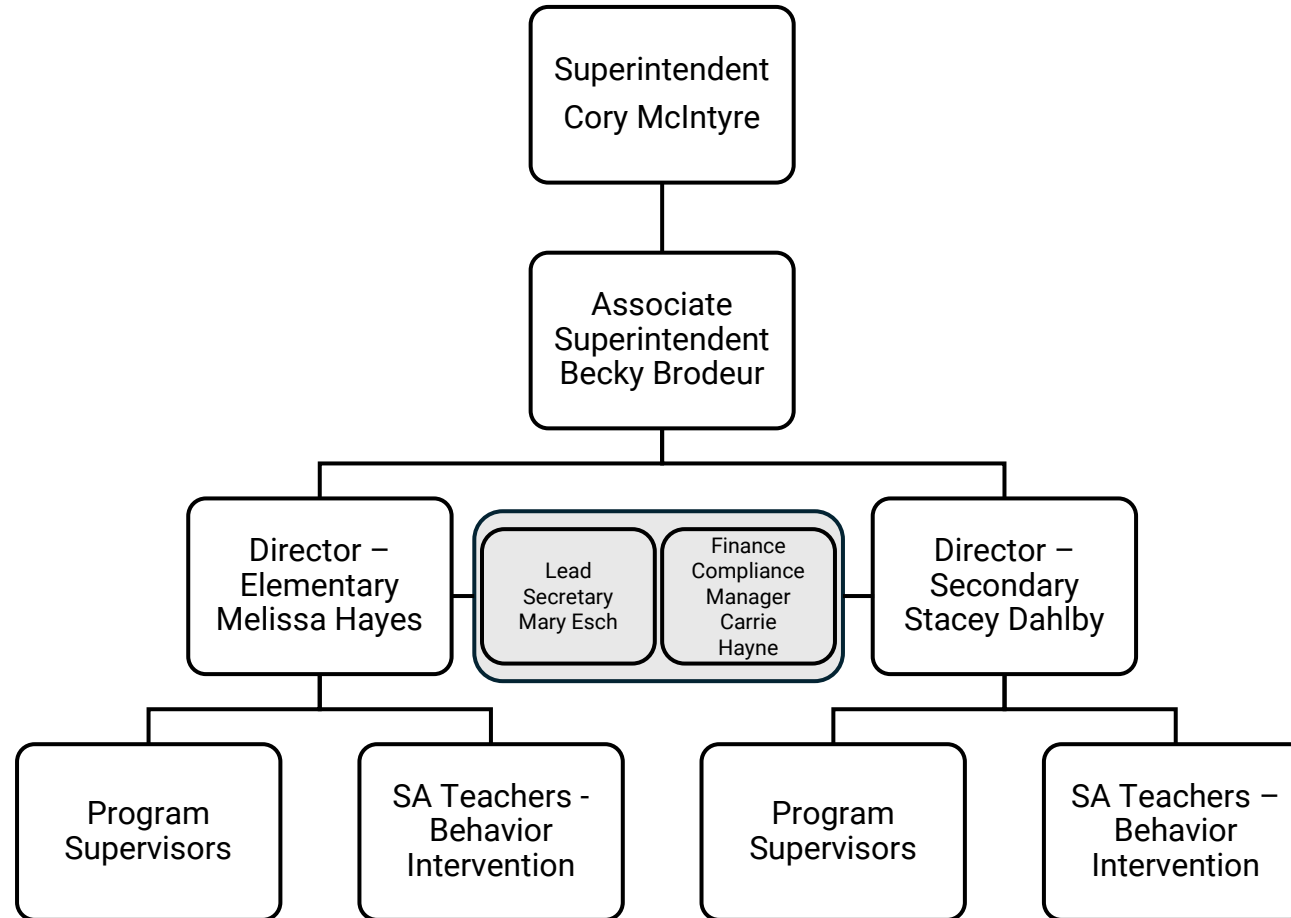 Superintendent
Cory McIntyre
Associate
Superintendent
Becky Brodeur
Director –
Elementary
Melissa Hayes
Lead
Secretary
Mary Esch
Finance
Compliance
Manager
Carrie
Hayne
Director –
Secondary
Stacey Dahlby
Program
Supervisors
SA Teachers -
Behavior
Intervention
Program
Supervisors
SA Teachers –
Behavior
Intervention